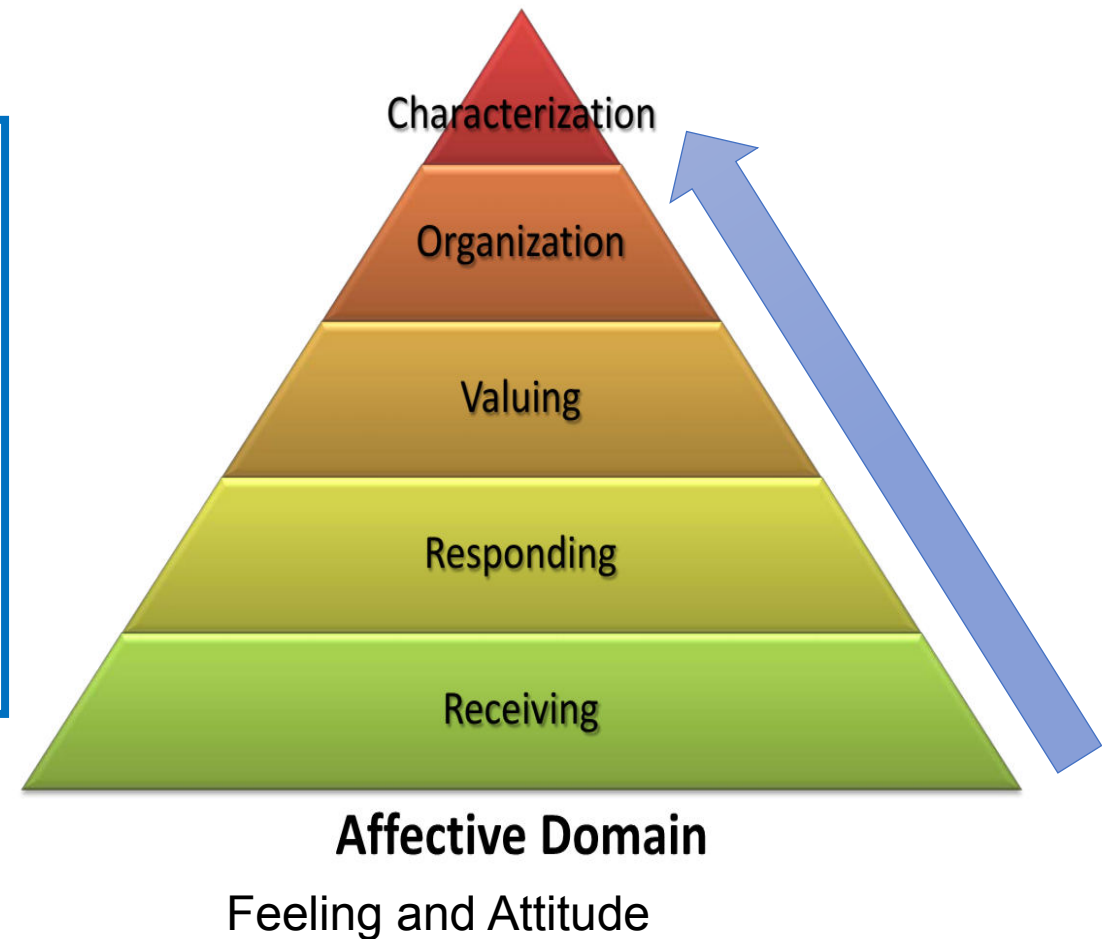 Characterization
Organization
Valuing
Responding
Receiving
Affective Domain
Feeling and Attitude